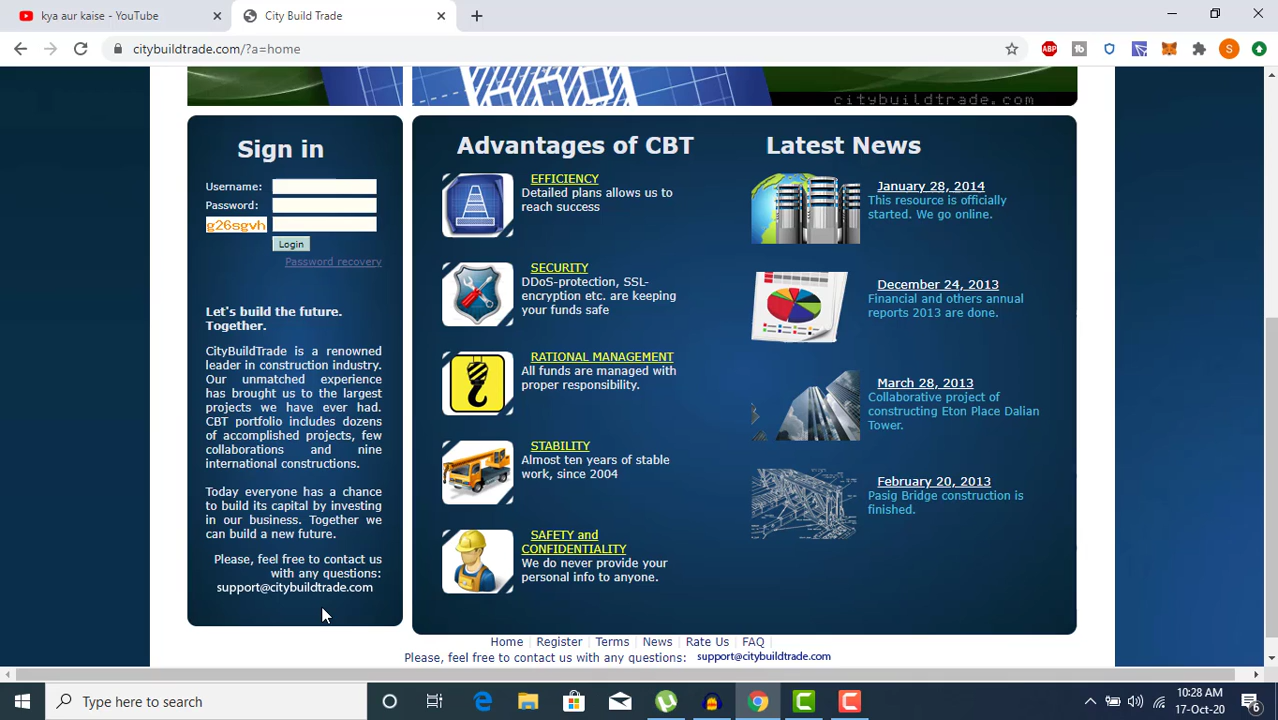 kya aur kaise - YouTube
City Build Trade
citybuildtrade.com/?a=home
ABP
S
citybuildtrade.com
Sign in
Username:
Password:
g26sgvh
Login
Password recovery
Let's build the future.
Together.
CityBuildTrade is a renowned
leader in construction industry.
Our unmatched experience
has brought us to the largest
projects we have ever had.
CBT portfolio includes dozens
of accomplished projects, few
collaborations and nine
international constructions.
Today everyone has a chance
to build its capital by investing
in our business. Together we
can build a new future.
Please, feel free to contact us
with any questions:
support@citybuildtrade.com
Advantages of CBT
EFFICIENCY
Detailed plans allows us to
reach success
SECURITY
DDoS-protection, SSL-
encryption etc. are keeping
your funds safe
RATIONAL MANAGEMENT
All funds are managed with
proper responsibility.
STABILITY
Almost ten years of stable
work, since 2004
SAFETY and
CONFIDENTIALITY
We do never provide your
personal info to anyone.
Latest News
January 28, 2014
This resource is officially
started. We go online.
December 24, 2013
Financial and others annual
reports 2013 are done.
March 28, 2013
Collaborative project of
constructing Eton Place Dalian
Tower.
February 20, 2013
Pasig Bridge construction is
finished.
Home | Register | Terms | News | Rate Us | FAQ |
Please, feel free to contact us with any questions: support@citybuildtrade.com
Type here to search
10:28 AM
17-Oct-20
6